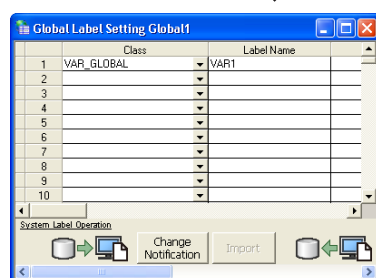 Global Label Setting Global1
Class Label Name
1 VAR_GLOBAL VAR1
2
3
4
5
6
7
8
9
10
System Label Operation
Change
Notification
Import